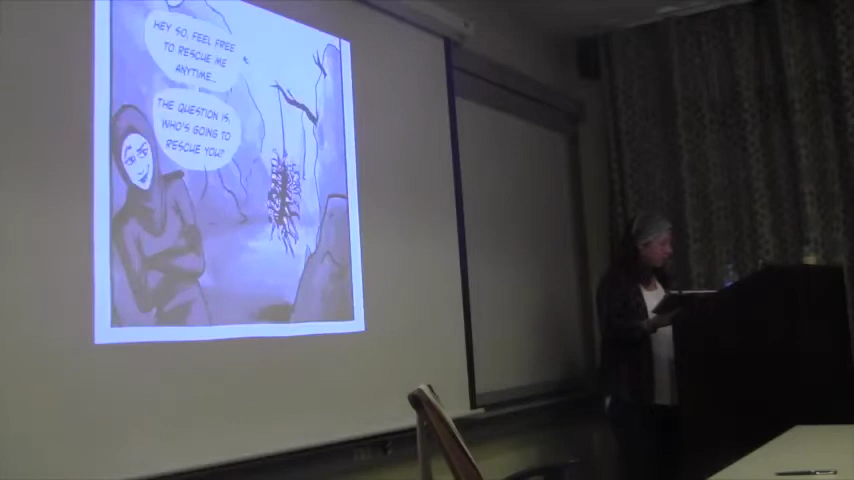 HEY SO, FEEL FREE
TO RESCUE ME
ANYTIME...
THE QUESTION IS,
WHO'S GOING TO
RESCUE YOU?